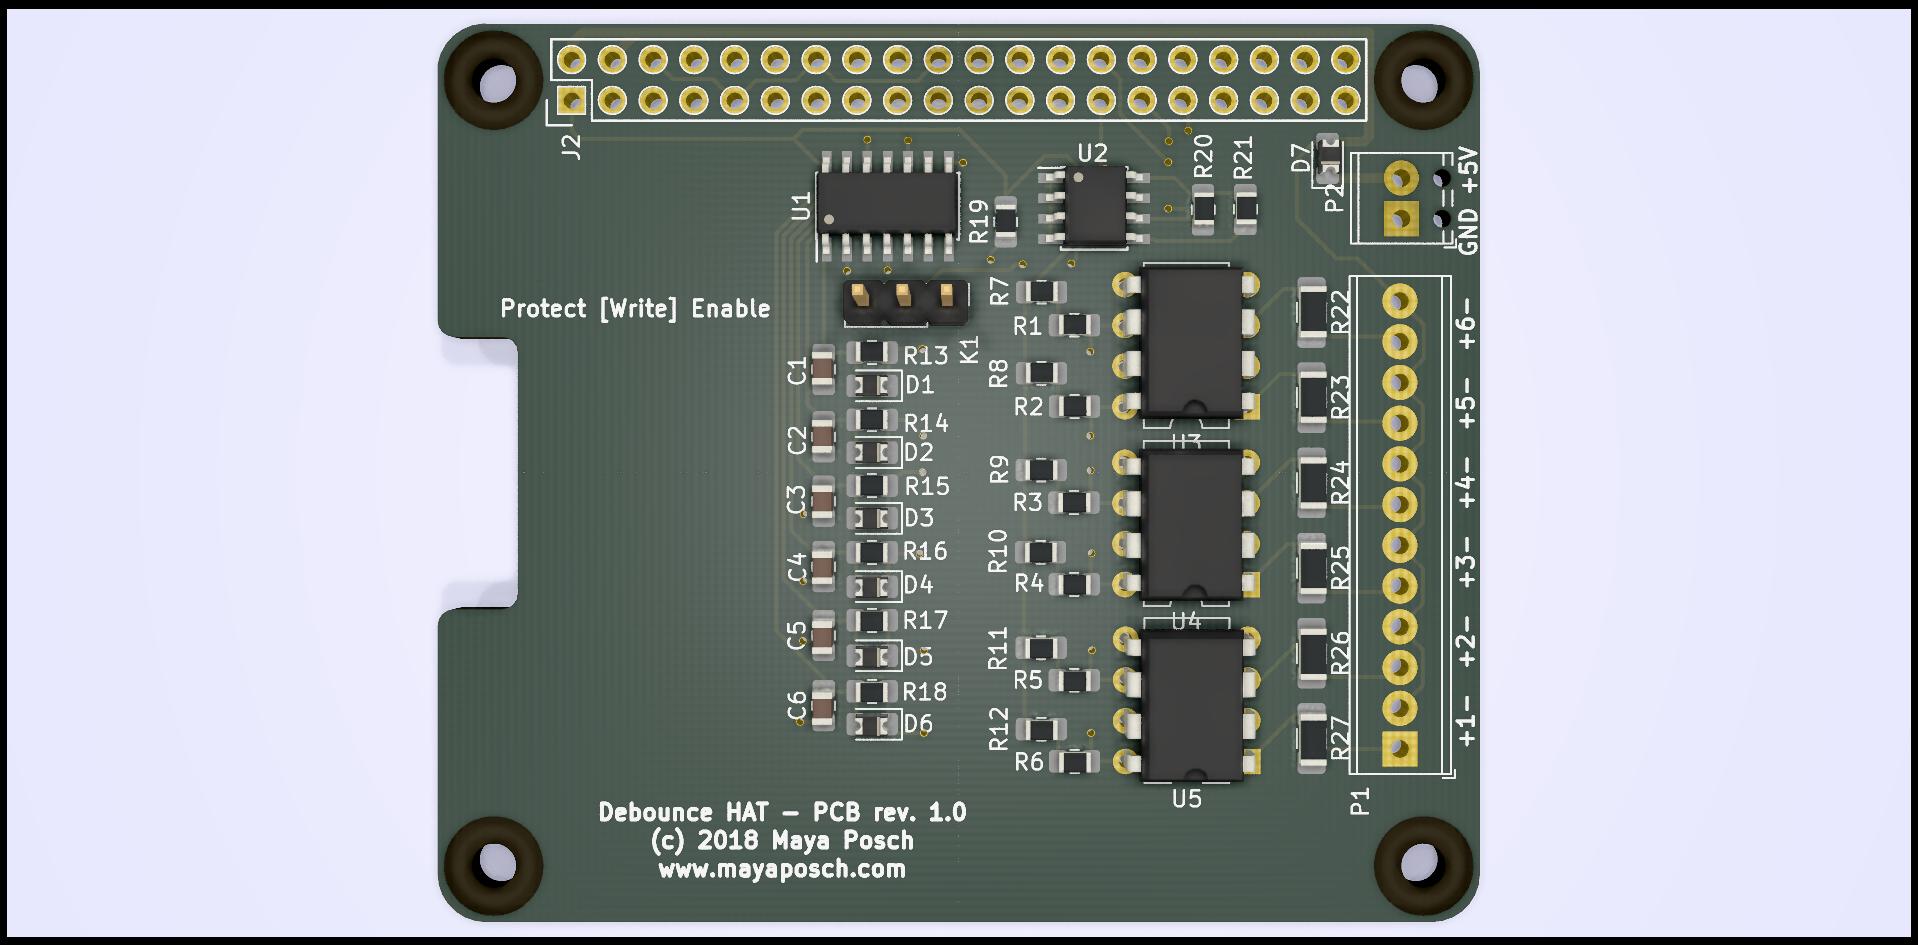 J2
U1
U2
R19
R20
R21
D7
P2
+5V
GND
Protect [Write] Enable
K1
R7
R1
R8
R2
R9
R3
R10
R4
R11
R5
R12
R6
C1
R13
D1
C2
R14
D2
C3
R15
D3
C4
R16
D4
C5
R17
D5
C6
R18
D6
U3
U4
U5
R22
R23
R24
R25
R26
R27
+6-
+5-
+4-
+3-
+2-
+1-
P1
Debounce HAT - PCB rev. 1.0
(c) 2018 Maya Posch
www.mayaposch.com